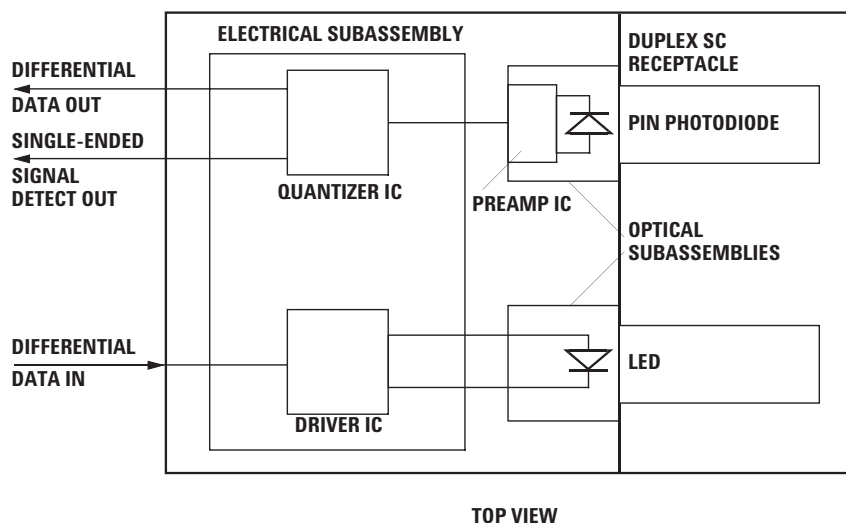 ELECTRICAL SUBASSEMBLY
DUPLEX SC
RECEPTACLE
DIFFERENTIAL
DATA OUT
SINGLE-ENDED
SIGNAL
DETECT OUT
QUANTIZER IC
PREAMP IC
PIN PHOTODIODE
OPTICAL
SUBASSEMBLIES
DIFFERENTIAL
DATA IN
DRIVER IC
LED
TOP VIEW